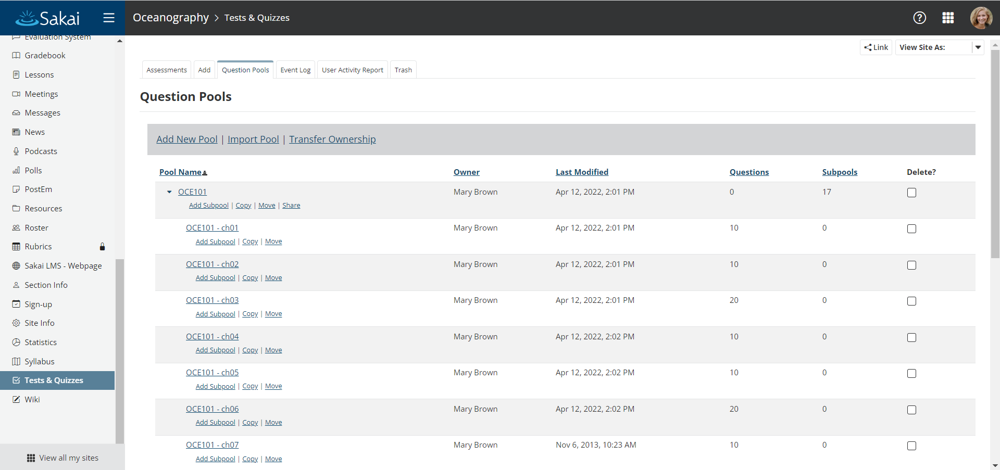 Sakai
Oceanography > Tests & Quizzes
Evaluation System
Gradebook
Lessons
Meetings
Messages
News
Podcasts
Polls
PostEm
Resources
Roster
Rubrics
Sakai LMS - Webpage
Section Info
Sign-up
Site Info
Statistics
Syllabus
Tests & Quizzes
Wiki
View all my sites
Link
View Site As:
Assessments
Add
Question Pools
Event Log
User Activity Report
Trash
Question Pools
Add New Pool | Import Pool | Transfer Ownership
Pool Name Owner Last Modified Questions Subpools Delete?
OCE101 Mary Brown Apr 12, 2022, 2:01 PM 0 17
Add Subpool | Copy | Move | Share
OCE101 - ch01 Mary Brown Apr 12, 2022, 2:01 PM 10 0
Add Subpool | Copy | Move
OCE101 - ch02 Mary Brown Apr 12, 2022, 2:01 PM 10 0
Add Subpool | Copy | Move
OCE101 - ch03 Mary Brown Apr 12, 2022, 2:01 PM 20 0
Add Subpool | Copy | Move
OCE101 - ch04 Mary Brown Apr 12, 2022, 2:02 PM 10 0
Add Subpool | Copy | Move
OCE101 - ch05 Mary Brown Apr 12, 2022, 2:02 PM 10 0
Add Subpool | Copy | Move
OCE101 - ch06 Mary Brown Apr 12, 2022, 2:02 PM 20 0
Add Subpool | Copy | Move
OCE101 - ch07 Mary Brown Nov 6, 2013, 10:23 AM 10 0
Add Subpool | Copy | Move